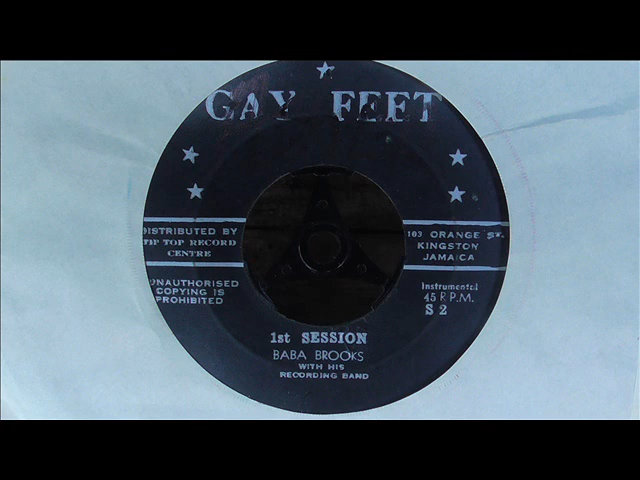 GAY FEET
DISTRIBUTED BY
TIP TOP RECORD
CENTRE
103 ORANGE ST.
KINGSTON
JAMAICA
UNAUTHORISED
COPYING IS
PROHIBITED
Instrumental
45 R.P.M.
S 2
1st SESSION
BABA BROOKS
WITH HIS
RECORDING BAND